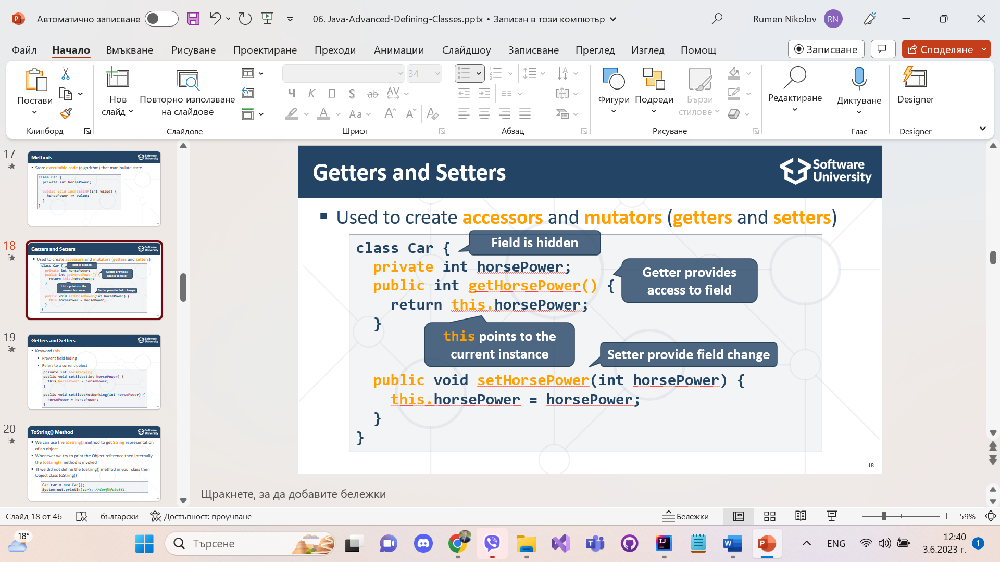 Автоматично записване
06. Java-Advanced-Defining-Classes.pptx • Записан в този компютър
Rumen Nikolov
RN
Файл
Начало
Вмъкване
Рисуване
Проектиране
Преходи
Анимации
Слайдшоу
Записване
Преглед
Изглед
Помощ
Записване
Споделяне
Постави
Клипборд
Нов
слайд
Повторно използване
на слайдове
Слайдове
34
Ч К П S ab AV
A Aa A A A
Шрифт
Абзац
Фигури
Подреди
Бързи
стилове
Рисуване
Редактиране
Диктуване
Глас
Designer
Designer
17
Methods
Software
University
Store executable code (algorithm) that manipulate state
class Car {
private int horsePower;
public void increaseHP(int value) {
horsePower += value;
}
}
18
Getters and Setters
Software
University
Used to create accessors and mutators (getters and setters)
class Car {
Field is hidden
private int horsePower;
public int getHorsePower() {
Getter provides
access to field
return this.horsePower;
}
this points to the
current instance
Setter provide field change
public void setHorsePower(int horsePower) {
this.horsePower = horsePower;
}
}
19
Getters and Setters
Software
University
Keyword this
Prevent field hiding
Refers to a current object
private int horsePower;
public void setSides(int horsePower) {
this.horsePower = horsePower;
}
public void setSidesNotWorking(int horsePower) {
horsePower = horsePower;
}
20
ToString() Method
Software
University
We can use the toString() method to get String representation
of an object
Whenever we try to print the Object reference then internally
the toString() method is invoked
If we did not define the toString() method in your class then
Object class toString()
Car car = new Car();
System.out.println(car); //Car@3feba861
Getters and Setters
Software
University
Used to create accessors and mutators (getters and setters)
class Car {
Field is hidden
private int horsePower;
public int getHorsePower() {
Getter provides
access to field
return this.horsePower;
}
this points to the
current instance
Setter provide field change
public void setHorsePower(int horsePower) {
this.horsePower = horsePower;
}
}
18
Щракнете, за да добавите бележки
Слайд 18 от 46
български
Достъпност: проучване
Бележки
59%
18°
Търсене
ENG
12:40
3.6.2023 г.
1